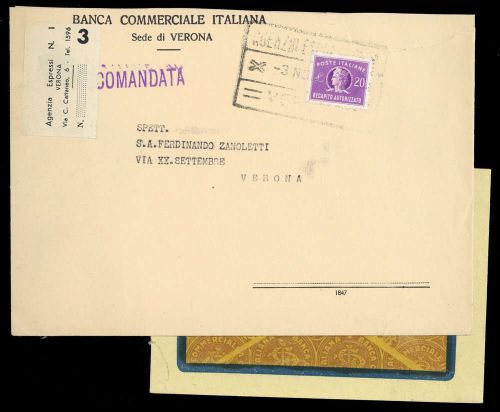 BANCA COMMERCIALE ITALIANA
Sede di VERONA
Agenzia Espressi N. 1
VERONA
Via C. Cattaneo, 6 - Tel. 1596
N.
3
COMANDATA
POSTE ITALIANE
20
RECAPITO AUTORIZZATO
SPETT.
S.A.FERDINANDO ZANOLETTI
VIA XX.SETTEMBRE
VERONA
1847